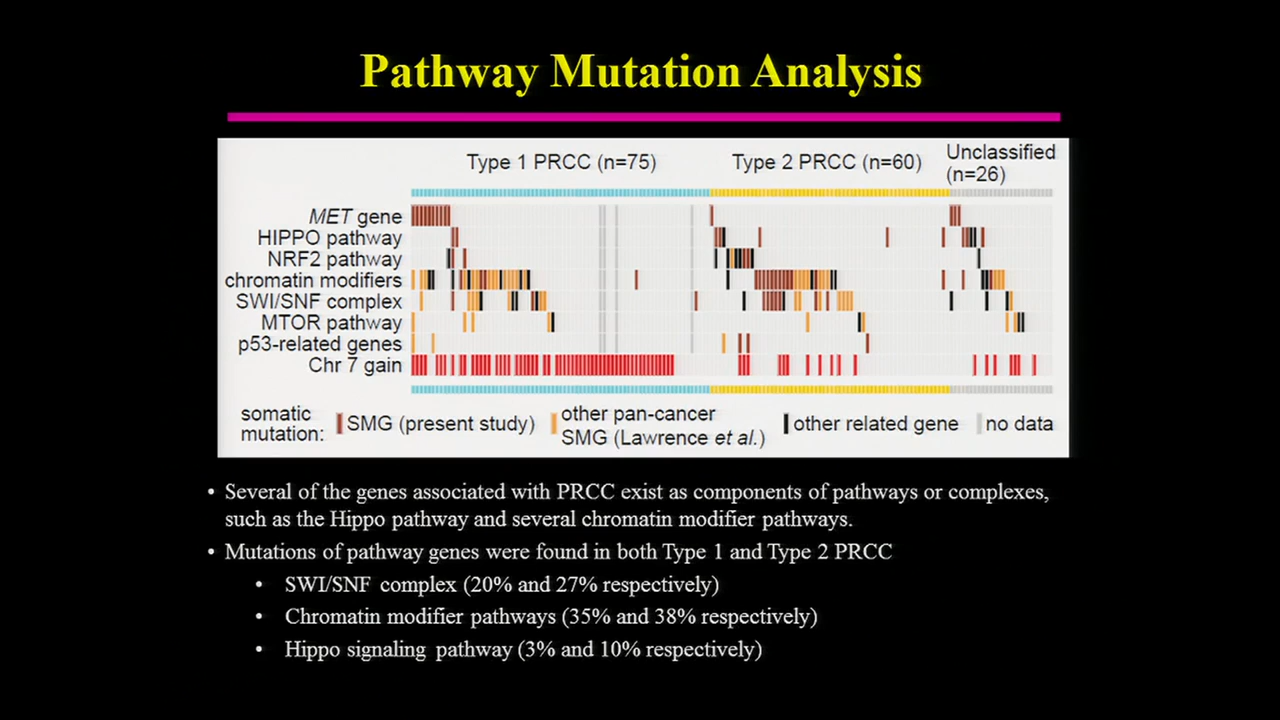 Pathway Mutation Analysis
Type 1 PRCC (n=75)
Type 2 PRCC (n=60)
Unclassified
(n=26)
MET gene
HIPPO pathway
NRF2 pathway
chromatin modifiers
SWI/SNF complex
MTOR pathway
p53-related genes
Chr 7 gain
somatic
mutation:
SMG (present study)
other pan-cancer
SMG (Lawrence et al.)
other related gene
no data
• Several of the genes associated with PRCC exist as components of pathways or complexes,
such as the Hippo pathway and several chromatin modifier pathways.
• Mutations of pathway genes were found in both Type 1 and Type 2 PRCC
• SWI/SNF complex (20% and 27% respectively)
• Chromatin modifier pathways (35% and 38% respectively)
• Hippo signaling pathway (3% and 10% respectively)